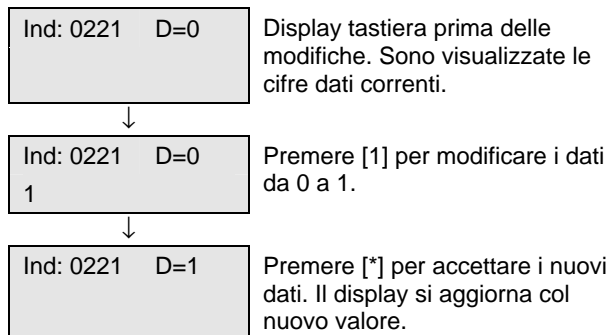 Ind: 0221 D=0
Display tastiera prima delle
modifiche. Sono visualizzate le
cifre dati correnti.
↓
Ind: 0221 D=0
1
Premere [1] per modificare i dati
da 0 a 1.
↓
Ind: 0221 D=1
Premere [*] per accettare i nuovi
dati. Il display si aggiorna col
nuovo valore.